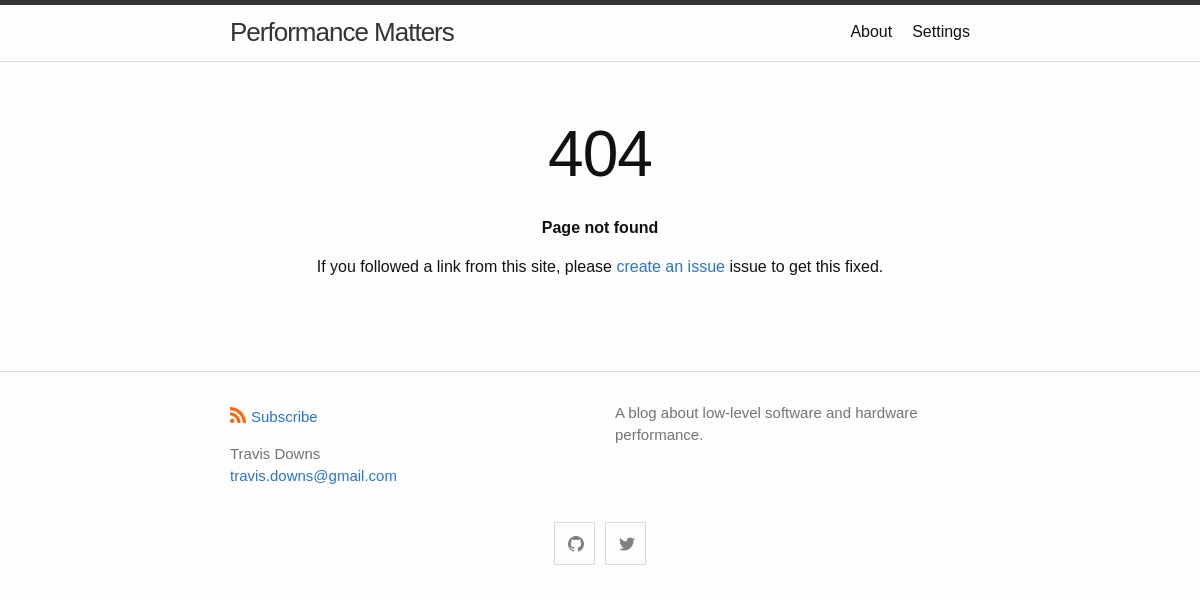 Performance Matters
About Settings
404
Page not found
If you followed a link from this site, please create an issue issue to get this fixed.
Subscribe
Travis Downs
travis.downs@gmail.com
A blog about low-level software and hardware
performance.